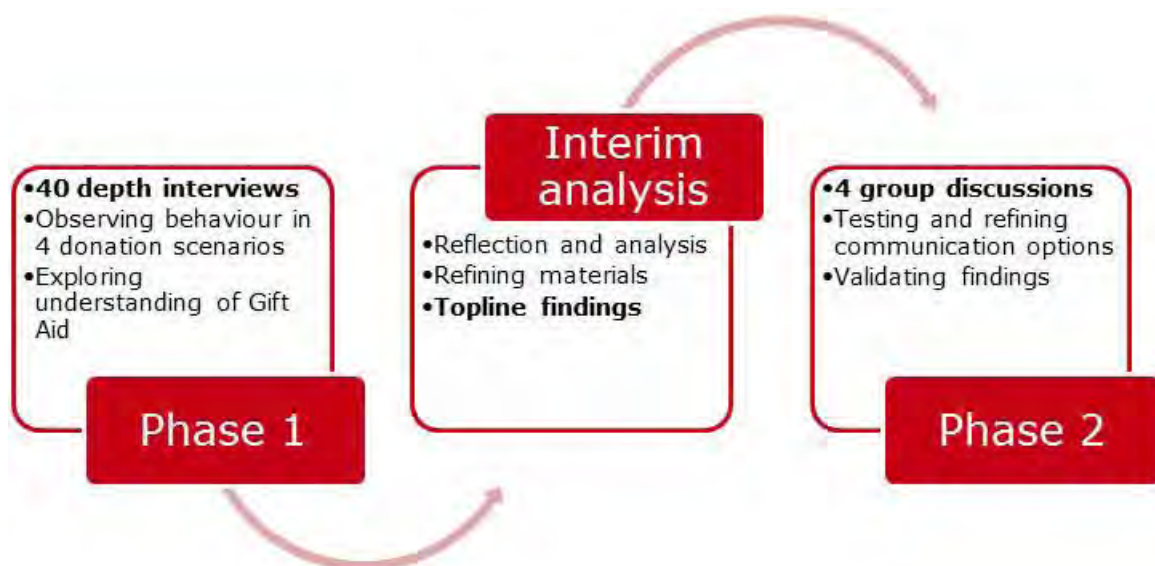 •40 depth interviews
•Observing behaviour in
4 donation scenarios
•Exploring
understanding of Gift
Aid
Phase 1
Interim
analysis
•Reflection and analysis
•Refining materials
•Topline findings
•4 group discussions
•Testing and refining
communication options
•Validating findings
Phase 2